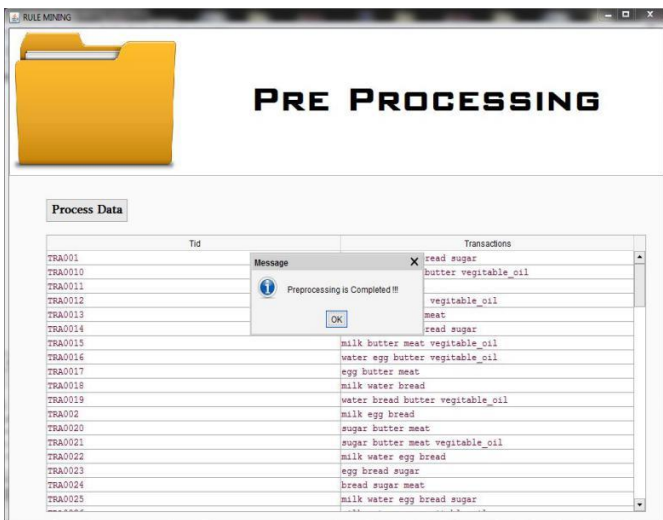 RULE MINING
PRE PROCESSING
Process Data
Tid Transactions
TRA001 read sugar
TRA0010 butter vegitable_oil
TRA0011
TRA0012 vegitable_oil
TRA0013 meat
TRA0014 read sugar
Message X
Preprocessing is Completed !!!
OK
TRA0015 milk butter meat vegitable_oil
TRA0016 water egg butter vegitable_oil
TRA0017 egg butter meat
TRA0018 milk water bread
TRA0019 water bread butter vegitable_oil
TRA002 milk egg bread
TRA0020 sugar butter meat
TRA0021 sugar butter meat vegitable_oil
TRA0022 milk water egg bread
TRA0023 egg bread sugar
TRA0024 bread sugar meat
TRA0025 milk water egg bread sugar